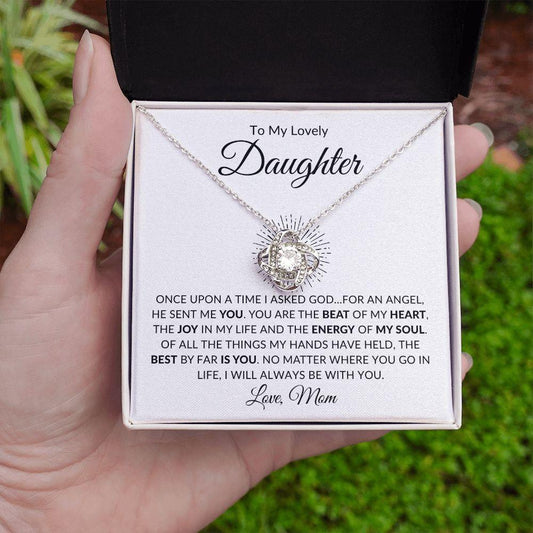 To My Lovely
Daughter
ONCE UPON A TIME I ASKED GOD...FOR AN ANGEL,
HE SENT ME YOU. YOU ARE THE BEAT OF MY HEART,
THE JOY IN MY LIFE AND THE ENERGY OF MY SOUL.
OF ALL THE THINGS MY HANDS HAVE HELD, THE
BEST BY FAR IS YOU. NO MATTER WHERE YOU GO IN
LIFE, I WILL ALWAYS BE WITH YOU.
Love, Mom